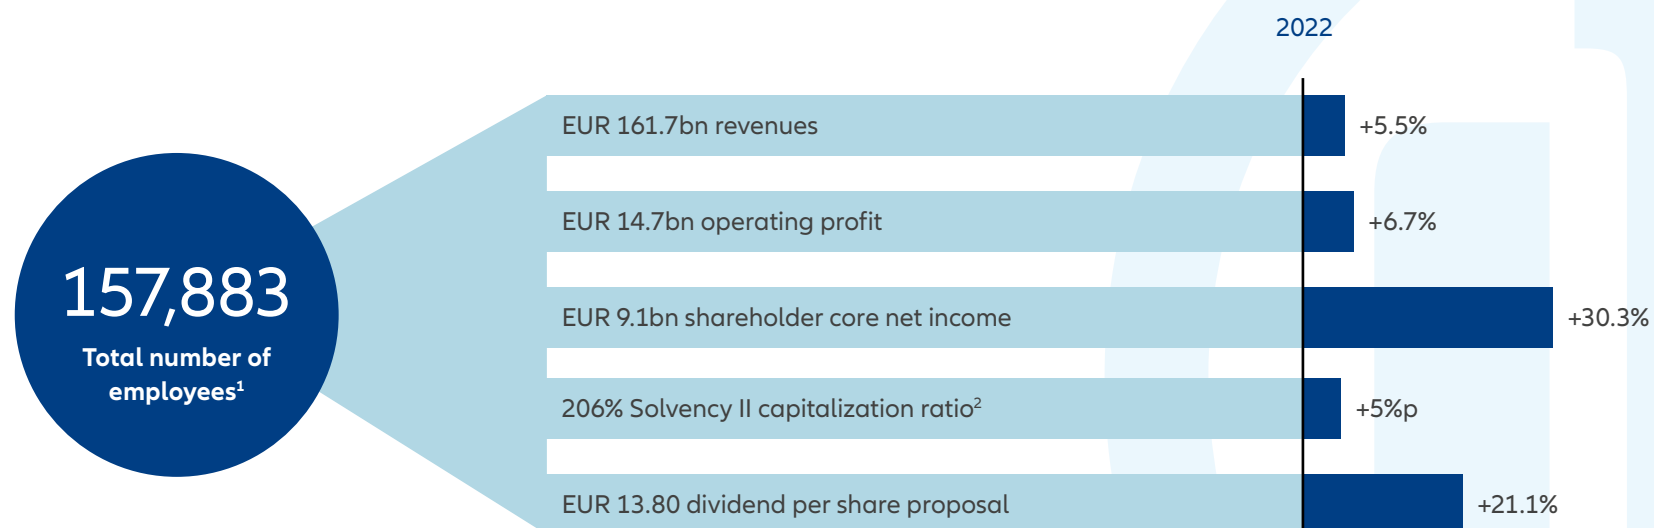 2022
EUR 161.7bn revenues +5.5%
EUR 14.7bn operating profit +6.7%
157,883
Total number of
employees¹
EUR 9.1bn shareholder core net income +30.3%
206% Solvency II capitalization ratio² +5%p
EUR 13.80 dividend per share proposal +21.1%